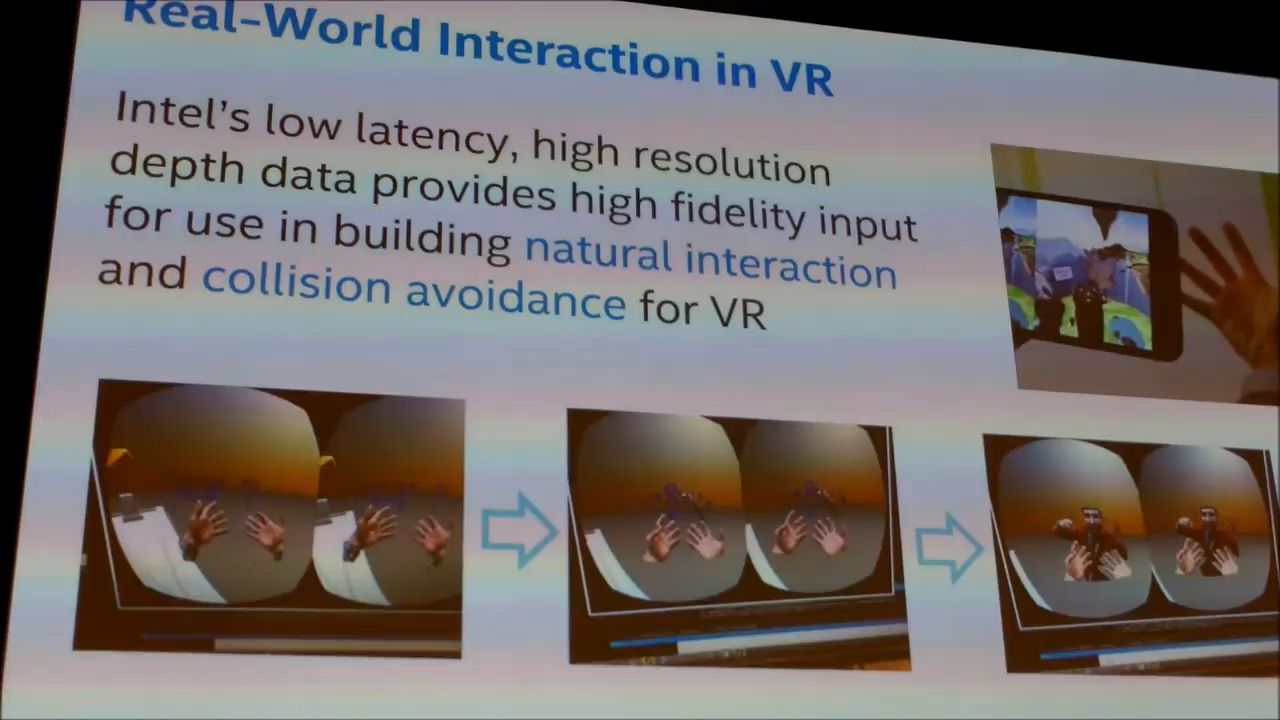 Real-World Interaction in VR
Intel's low latency, high resolution
depth data provides high fidelity input
for use in building natural interaction
and collision avoidance for VR